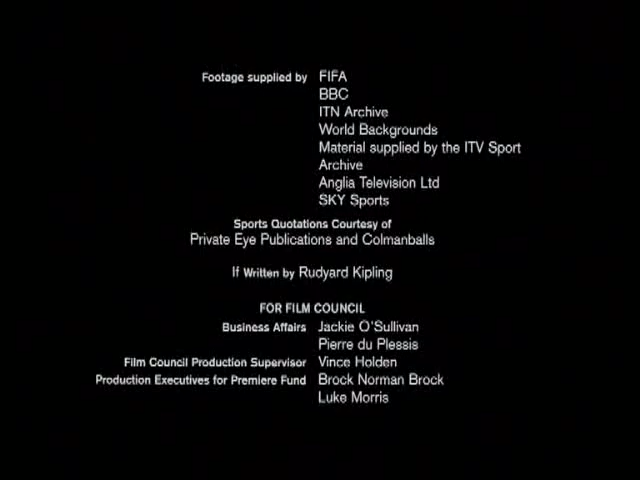 Footage supplied by FIFA
BBC
ITN Archive
World Backgrounds
Material supplied by the ITV Sport
Archive
Anglia Television Ltd
SKY Sports
Sports Quotations Courtesy of
Private Eye Publications and Colmanballs
If Written by Rudyard Kipling
FOR FILM COUNCIL
Business Affairs Jackie O'Sullivan
Pierre du Plessis
Film Council Production Supervisor Vince Holden
Production Executives for Premiere Fund Brock Norman Brock
Luke Morris